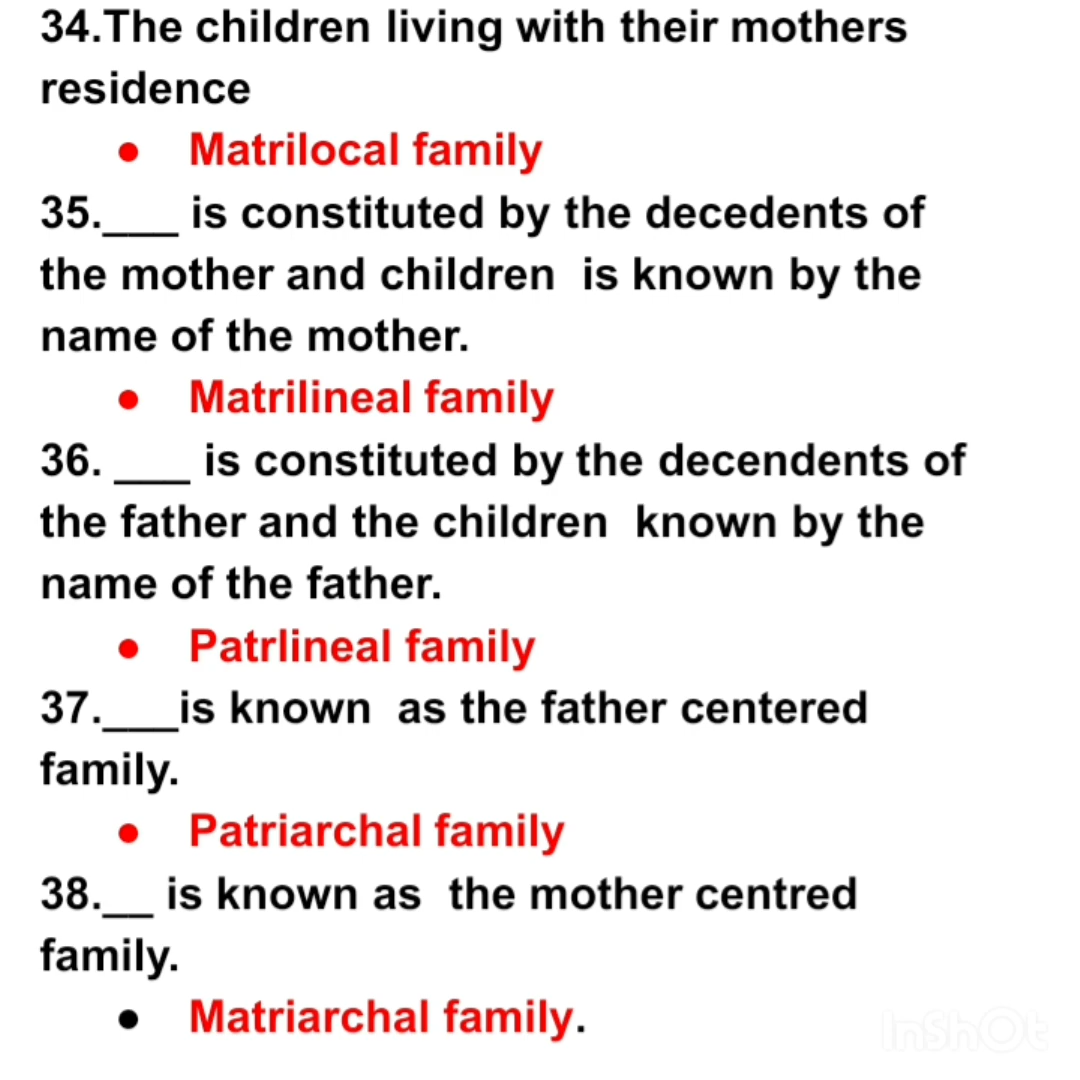 34.The children living with their mothers
residence
● Matrilocal family
35.___ is constituted by the decedents of
the mother and children is known by the
name of the mother.
● Matrilineal family
36. ___ is constituted by the decendents of
the father and the children known by the
name of the father.
● Patrlineal family
37.___is known as the father centered
family.
● Patriarchal family
38.__ is known as the mother centred
family.
● Matriarchal family.
InShOt